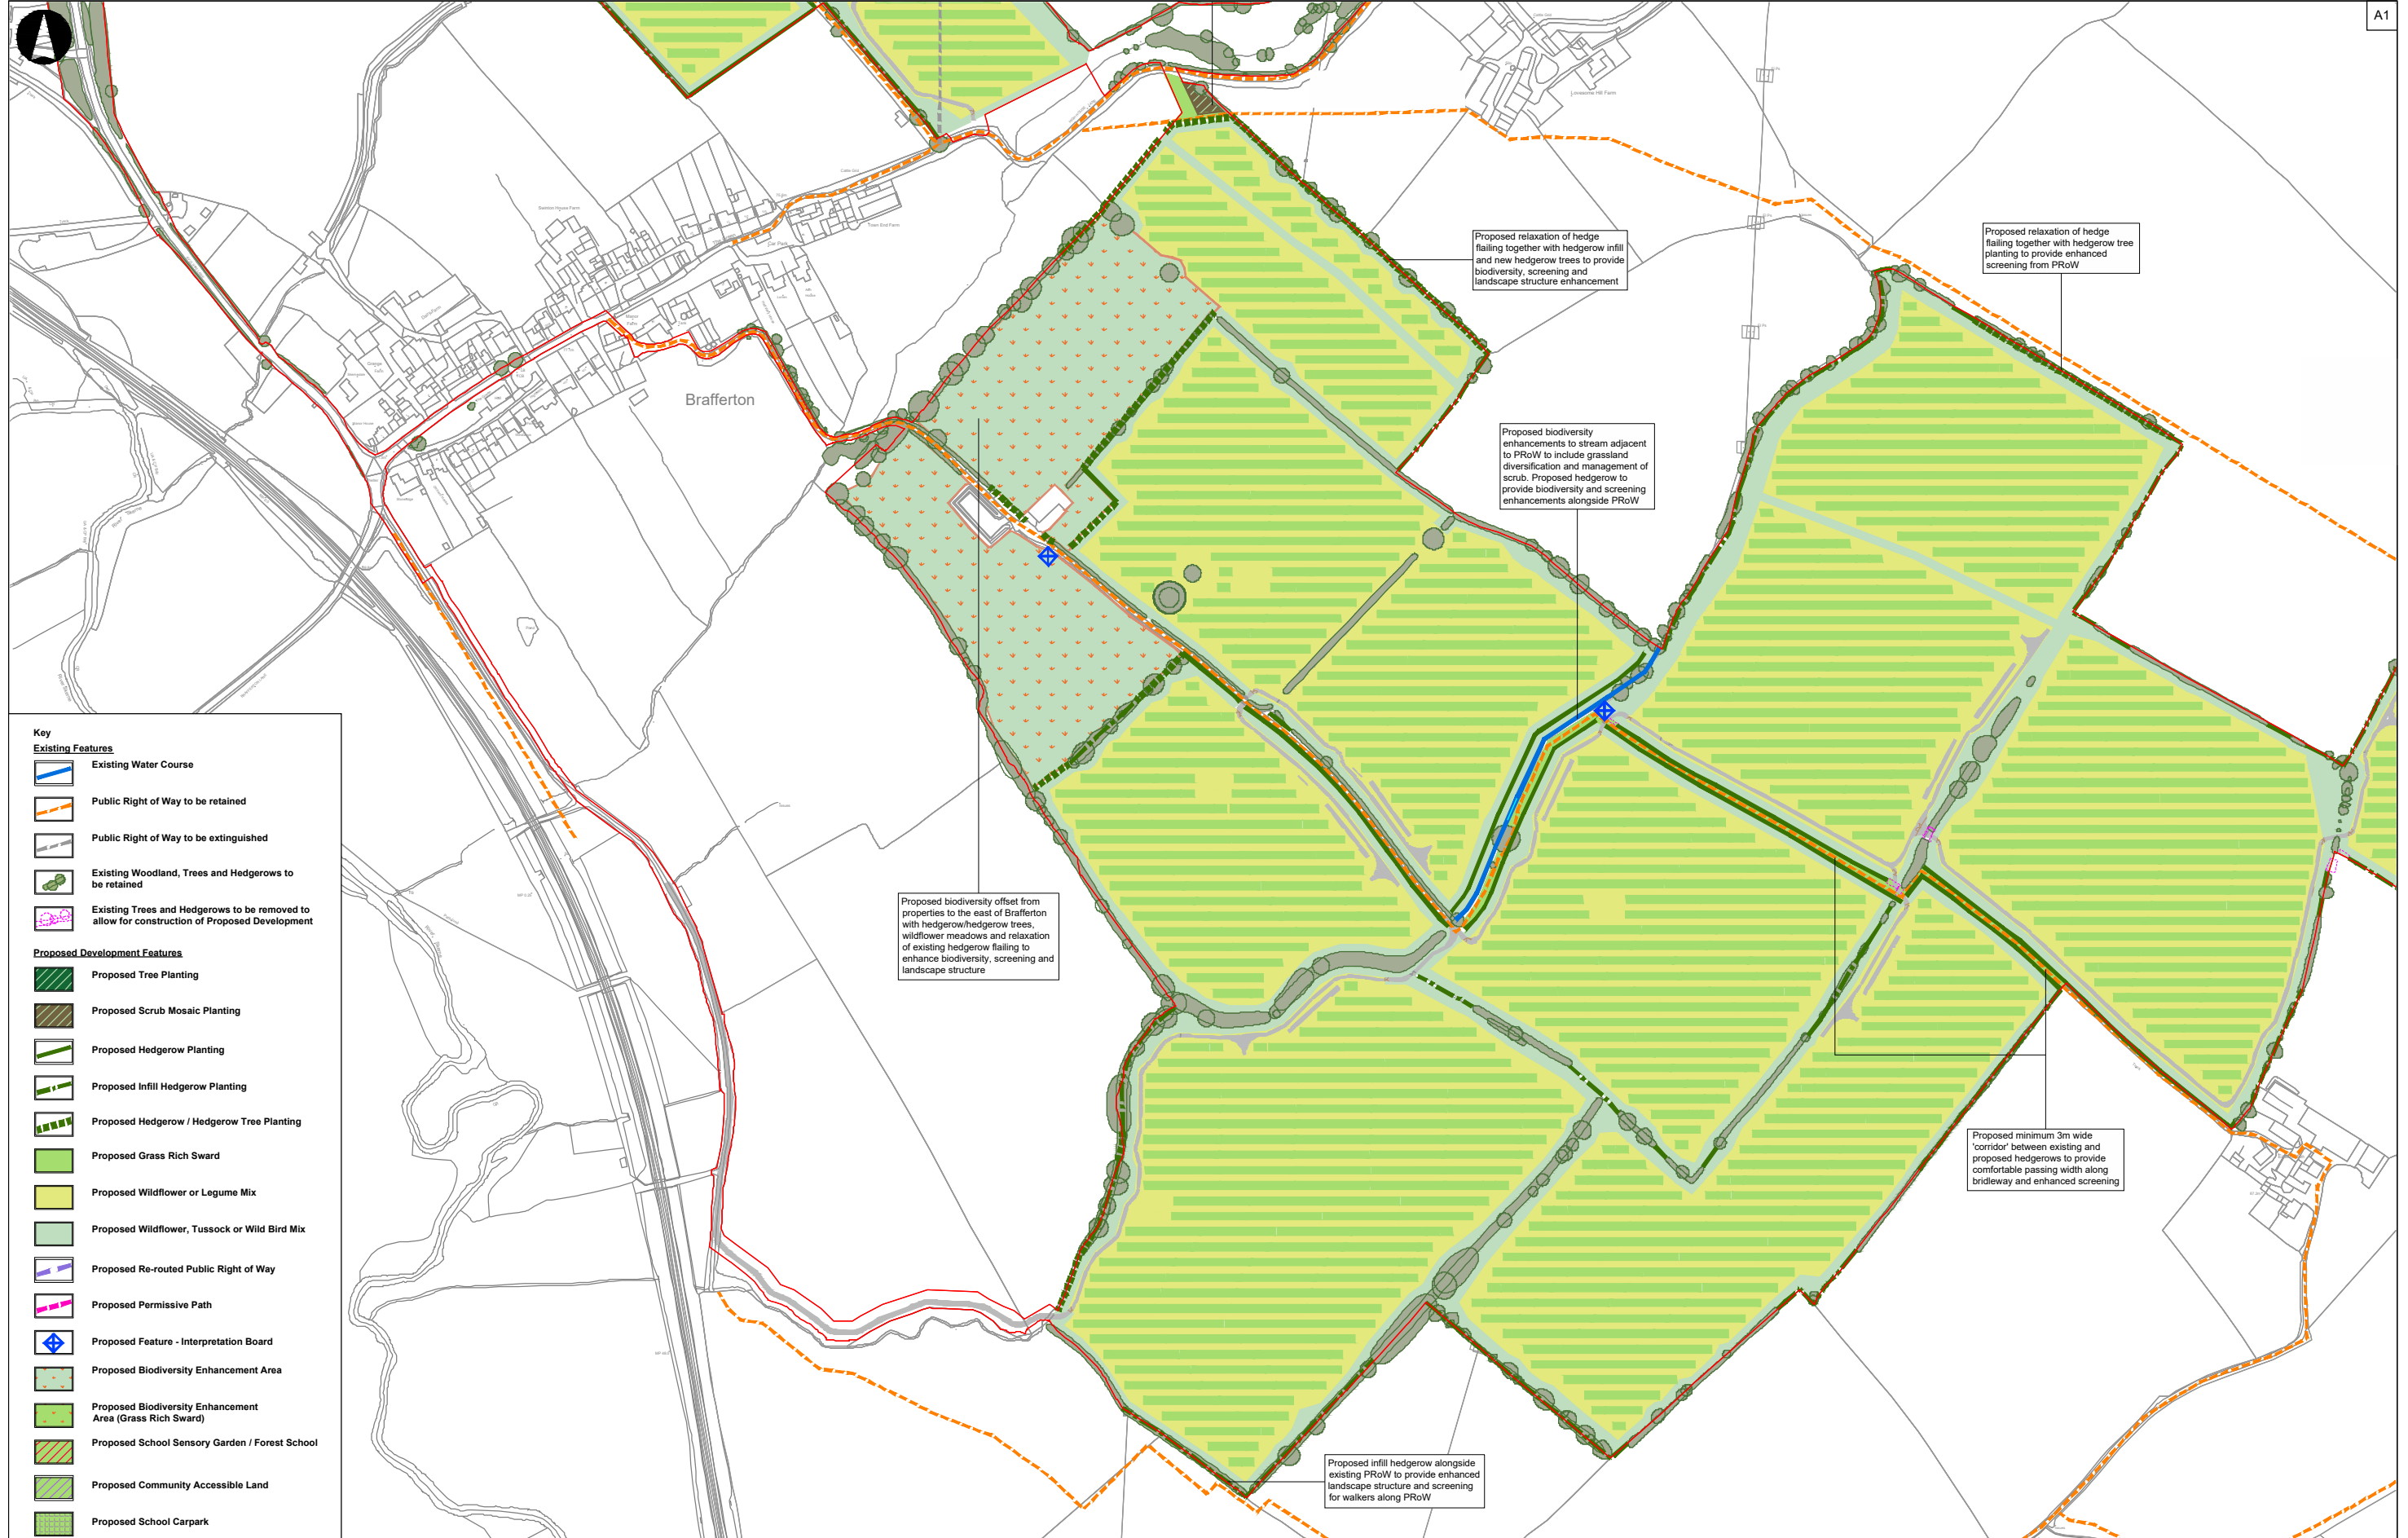 A1
Lovesome Hill Farm
Town End Farm
Car Park
Brafferton
Proposed relaxation of hedge
flailing together with hedgerow infill
and new hedgerow trees to provide
biodiversity, screening and
landscape structure enhancement
Proposed relaxation of hedge
flailing together with hedgerow tree
planting to provide enhanced
screening from PRoW
Proposed biodiversity
enhancements to stream adjacent
to PRoW to include grassland
diversification and management of
scrub. Proposed hedgerow to
provide biodiversity and screening
enhancements alongside PRoW
Proposed biodiversity offset from
properties to the east of Brafferton
with hedgerow/hedgerow trees,
wildflower meadows and relaxation
of existing hedgerow flailing to
enhance biodiversity, screening and
landscape structure
Proposed minimum 3m wide
'corridor' between existing and
proposed hedgerows to provide
comfortable passing width along
bridleway and enhanced screening
Proposed infill hedgerow alongside
existing PRoW to provide enhanced
landscape structure and screening
for walkers along PRoW
Key
Existing Features
Existing Water Course
Public Right of Way to be retained
Public Right of Way to be extinguished
Existing Woodland, Trees and Hedgerows to
be retained
Existing Trees and Hedgerows to be removed to
allow for construction of Proposed Development
Proposed Development Features
Proposed Tree Planting
Proposed Scrub Mosaic Planting
Proposed Hedgerow Planting
Proposed Infill Hedgerow Planting
Proposed Hedgerow / Hedgerow Tree Planting
Proposed Grass Rich Sward
Proposed Wildflower or Legume Mix
Proposed Wildflower, Tussock or Wild Bird Mix
Proposed Re-routed Public Right of Way
Proposed Permissive Path
Proposed Feature - Interpretation Board
Proposed Biodiversity Enhancement Area
Proposed Biodiversity Enhancement
Area (Grass Rich Sward)
Proposed School Sensory Garden / Forest School
Proposed Community Accessible Land
Proposed School Carpark